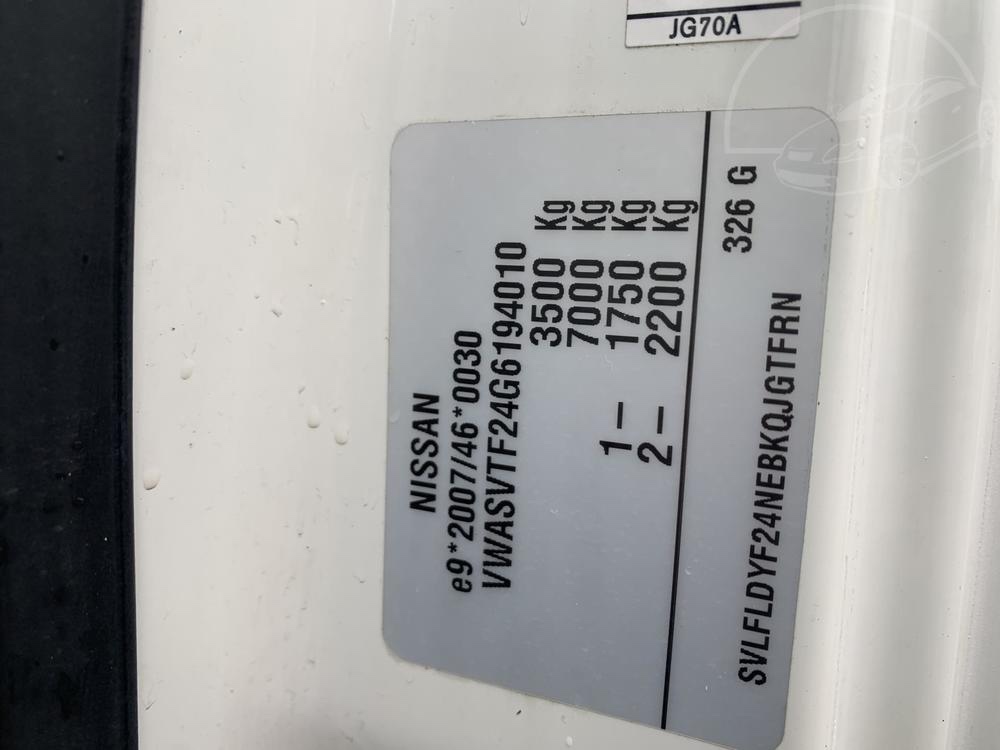 JG70A
NISSAN
e9*2007/46*0030
VWASVTF24G6194010
3500 Kg
7000 Kg
1– 1750 Kg
2– 2200 Kg
326 G
SVLFLDYF24NEBKQJGTFRN